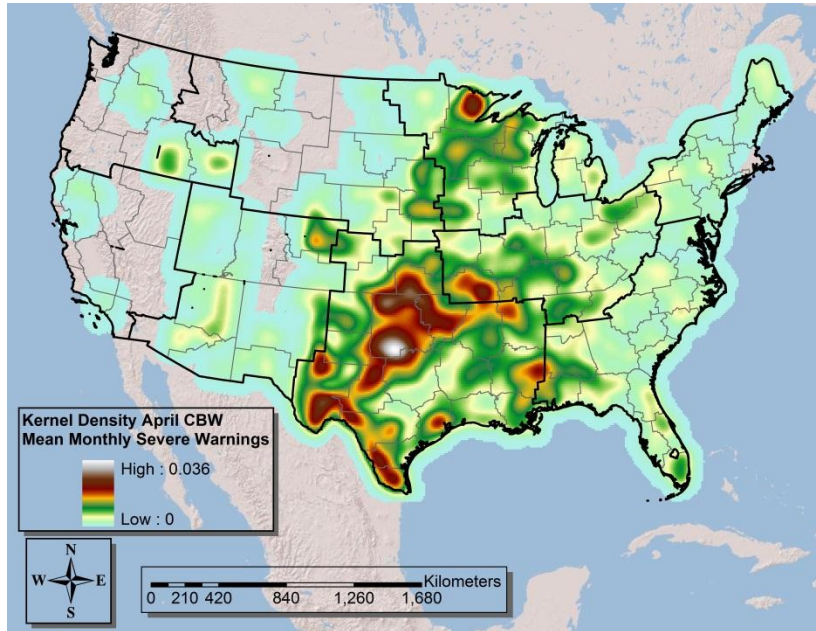 Kernel Density April CBW
Mean Monthly Severe Warnings
High : 0.036
Low : 0
N
W E
S
Kilometers
0 210 420 840 1,260 1,680